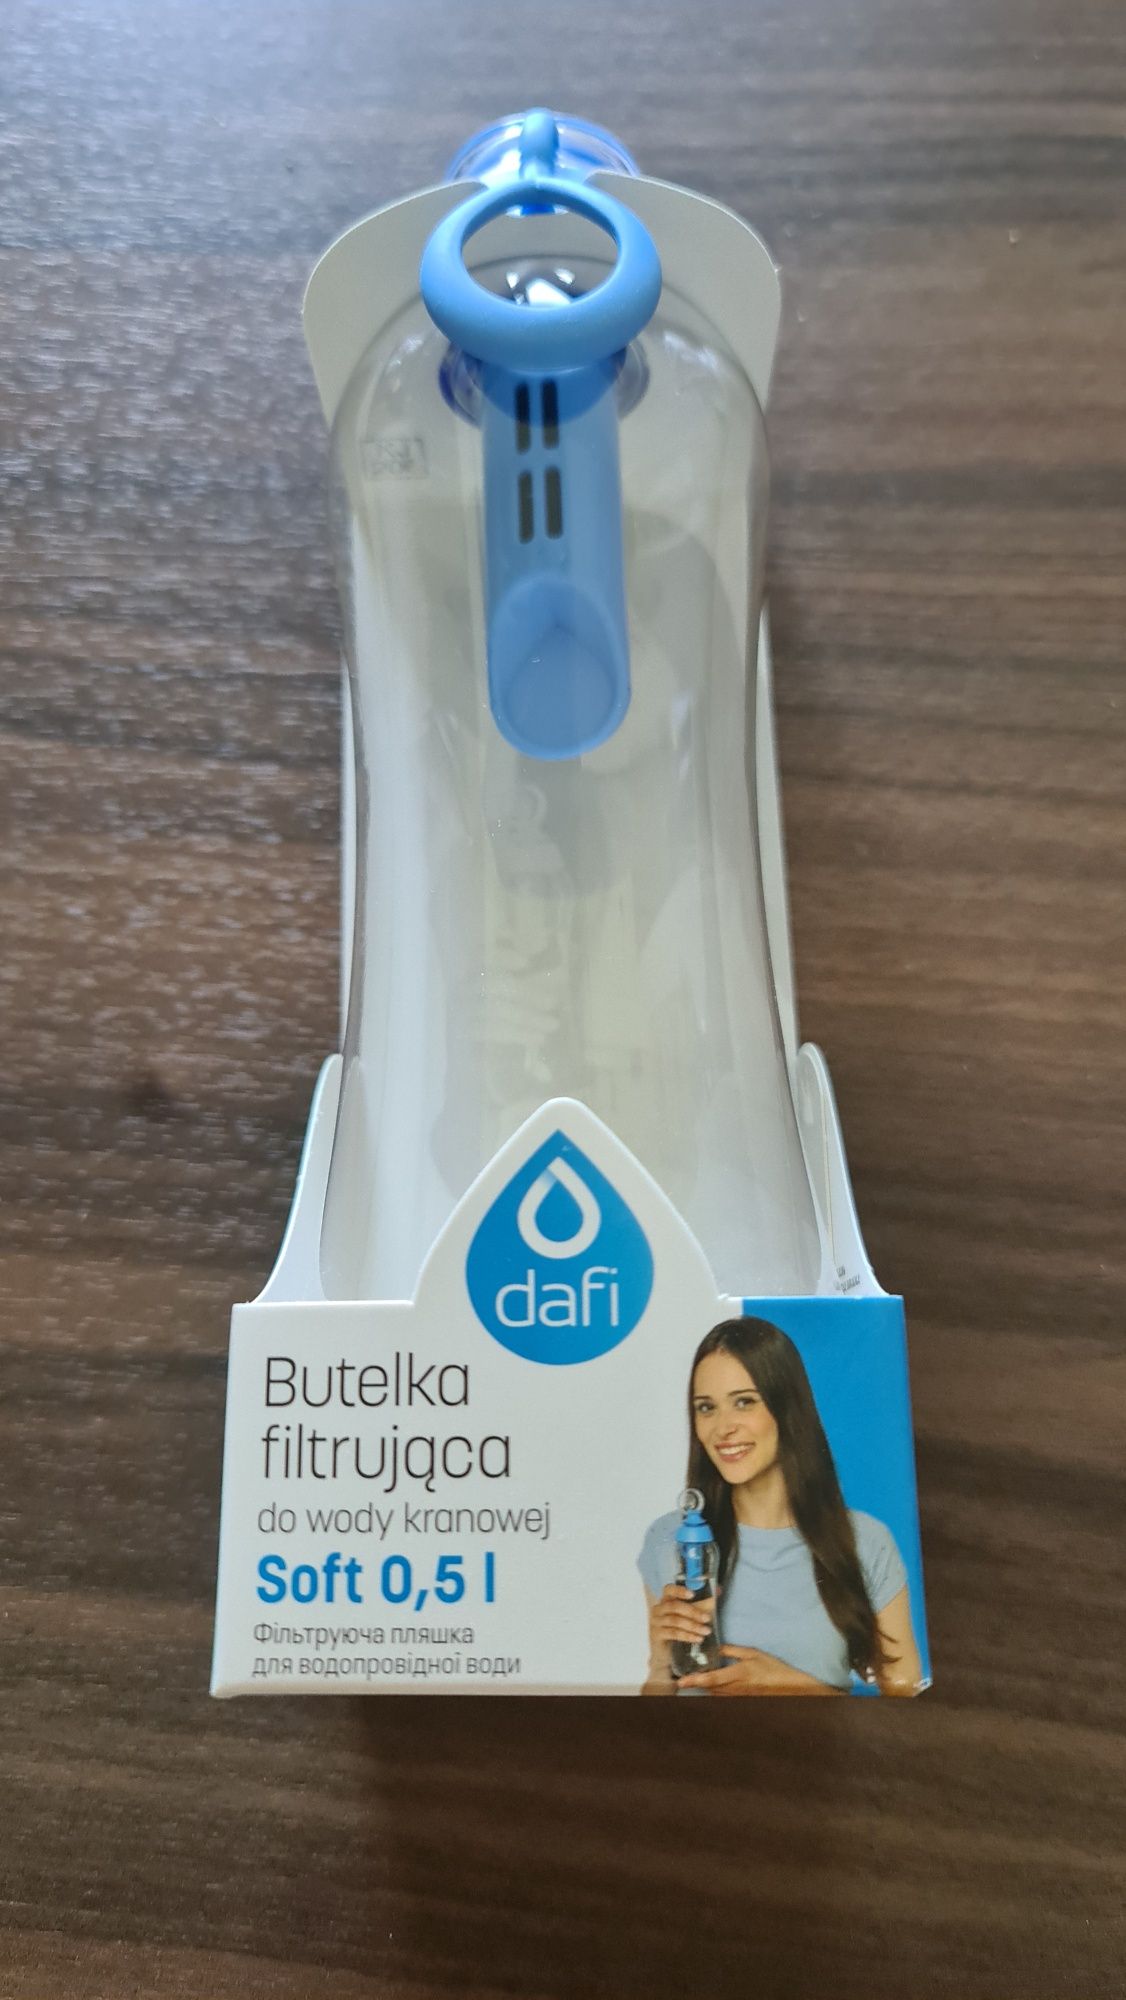 dafi
Butelka
filtrująca
do wody kranowej
Soft 0,5 l
Фільтруюча пляшка
для водопровідної води